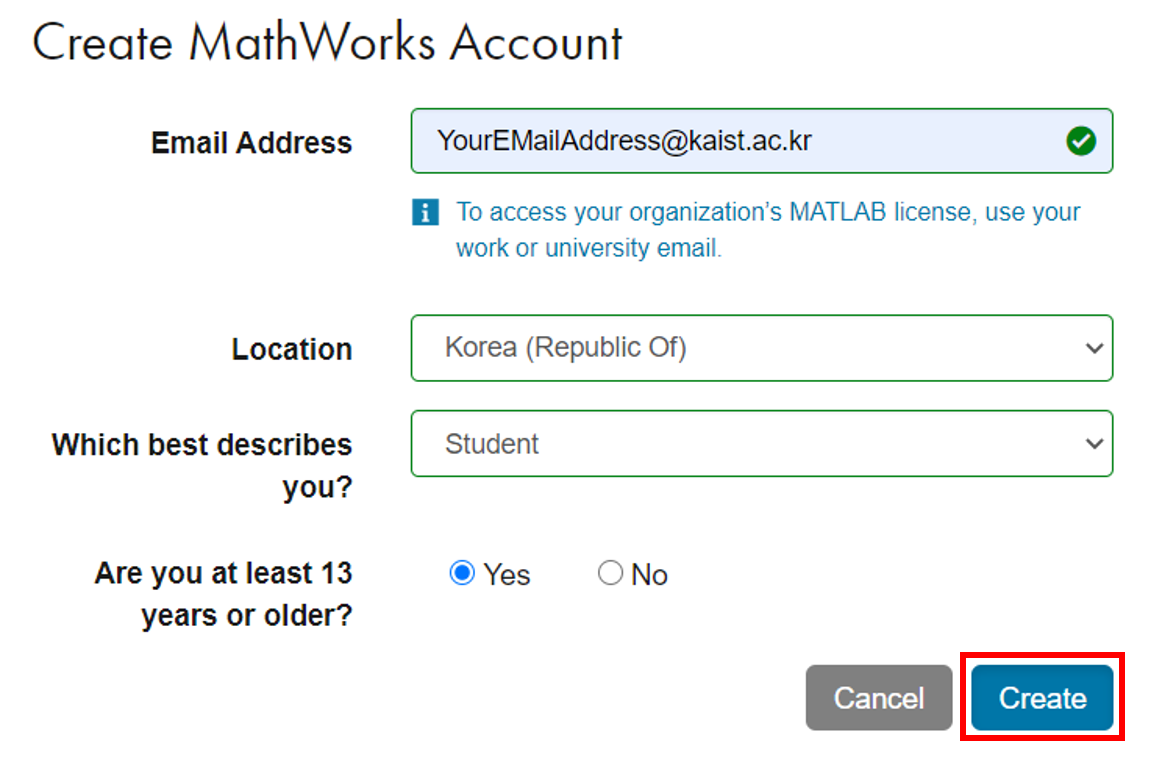 Create MathWorks Account
Email Address
YourEMailAddress@kaist.ac.kr
To access your organization’s MATLAB license, use your
work or university email.
Location
Korea (Republic Of)
Which best describes
you?
Student
Are you at least 13
years or older?
Yes
No
Cancel
Create